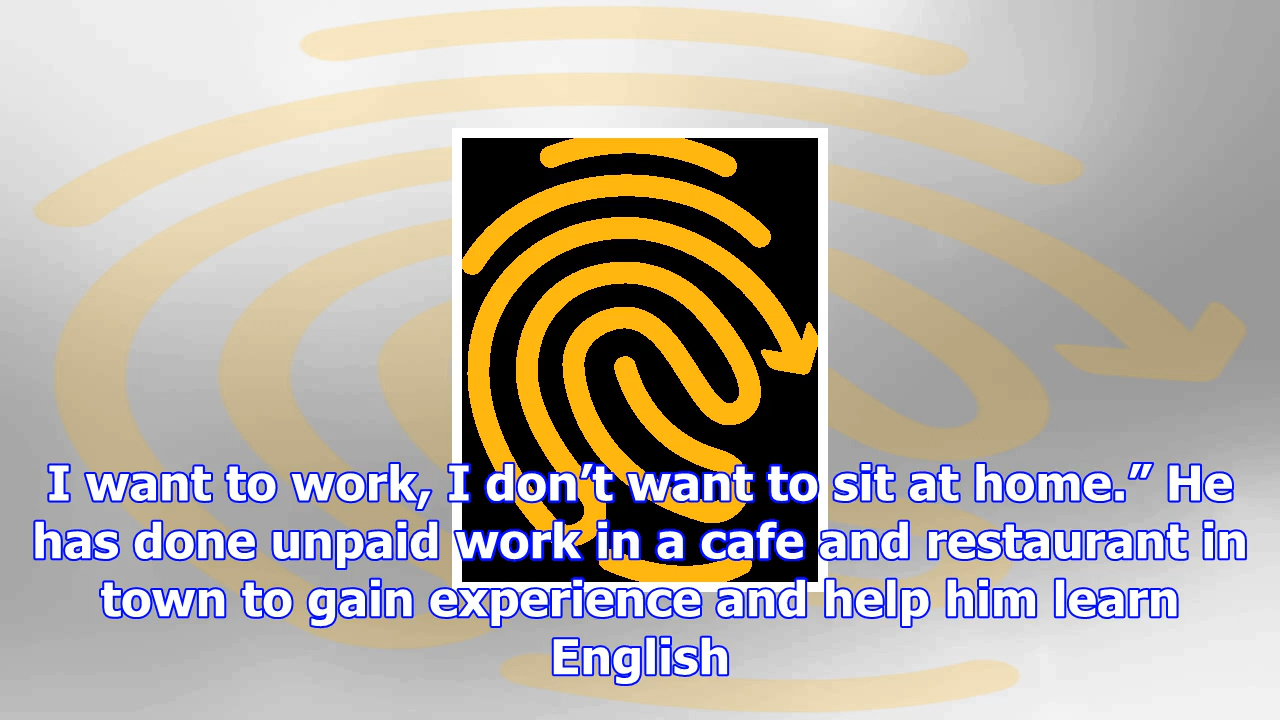 I want to work, I don’t want to sit at home.” He
has done unpaid work in a cafe and restaurant in
town to gain experience and help him learn
English